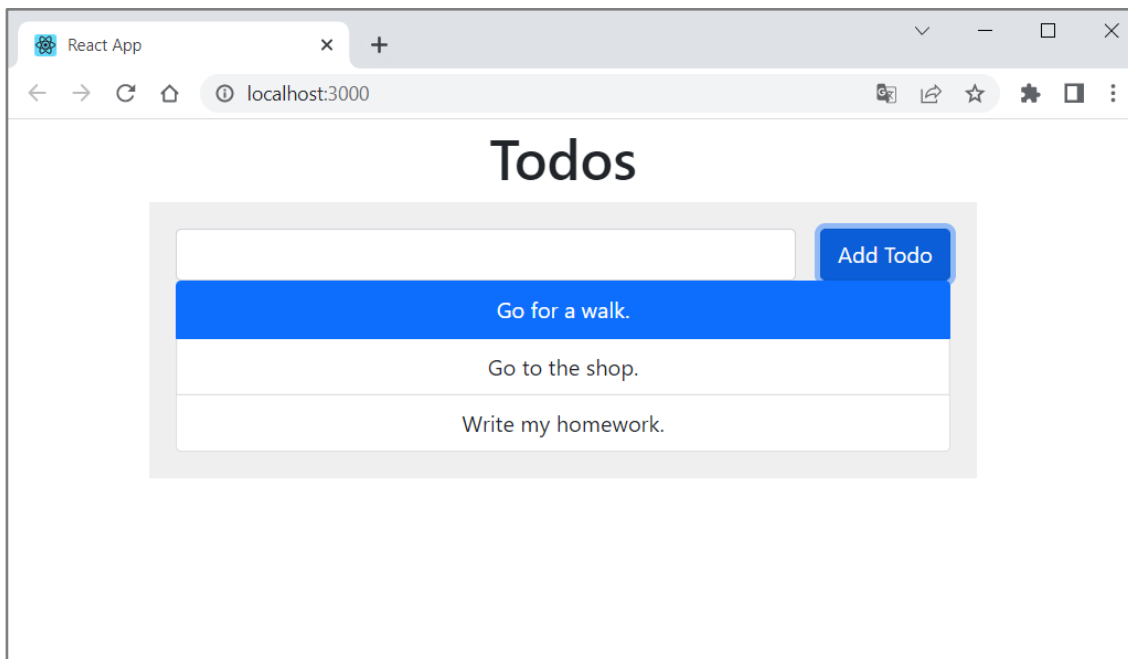 React App
localhost:3000
Todos
Add Todo
Go for a walk.
Go to the shop.
Write my homework.